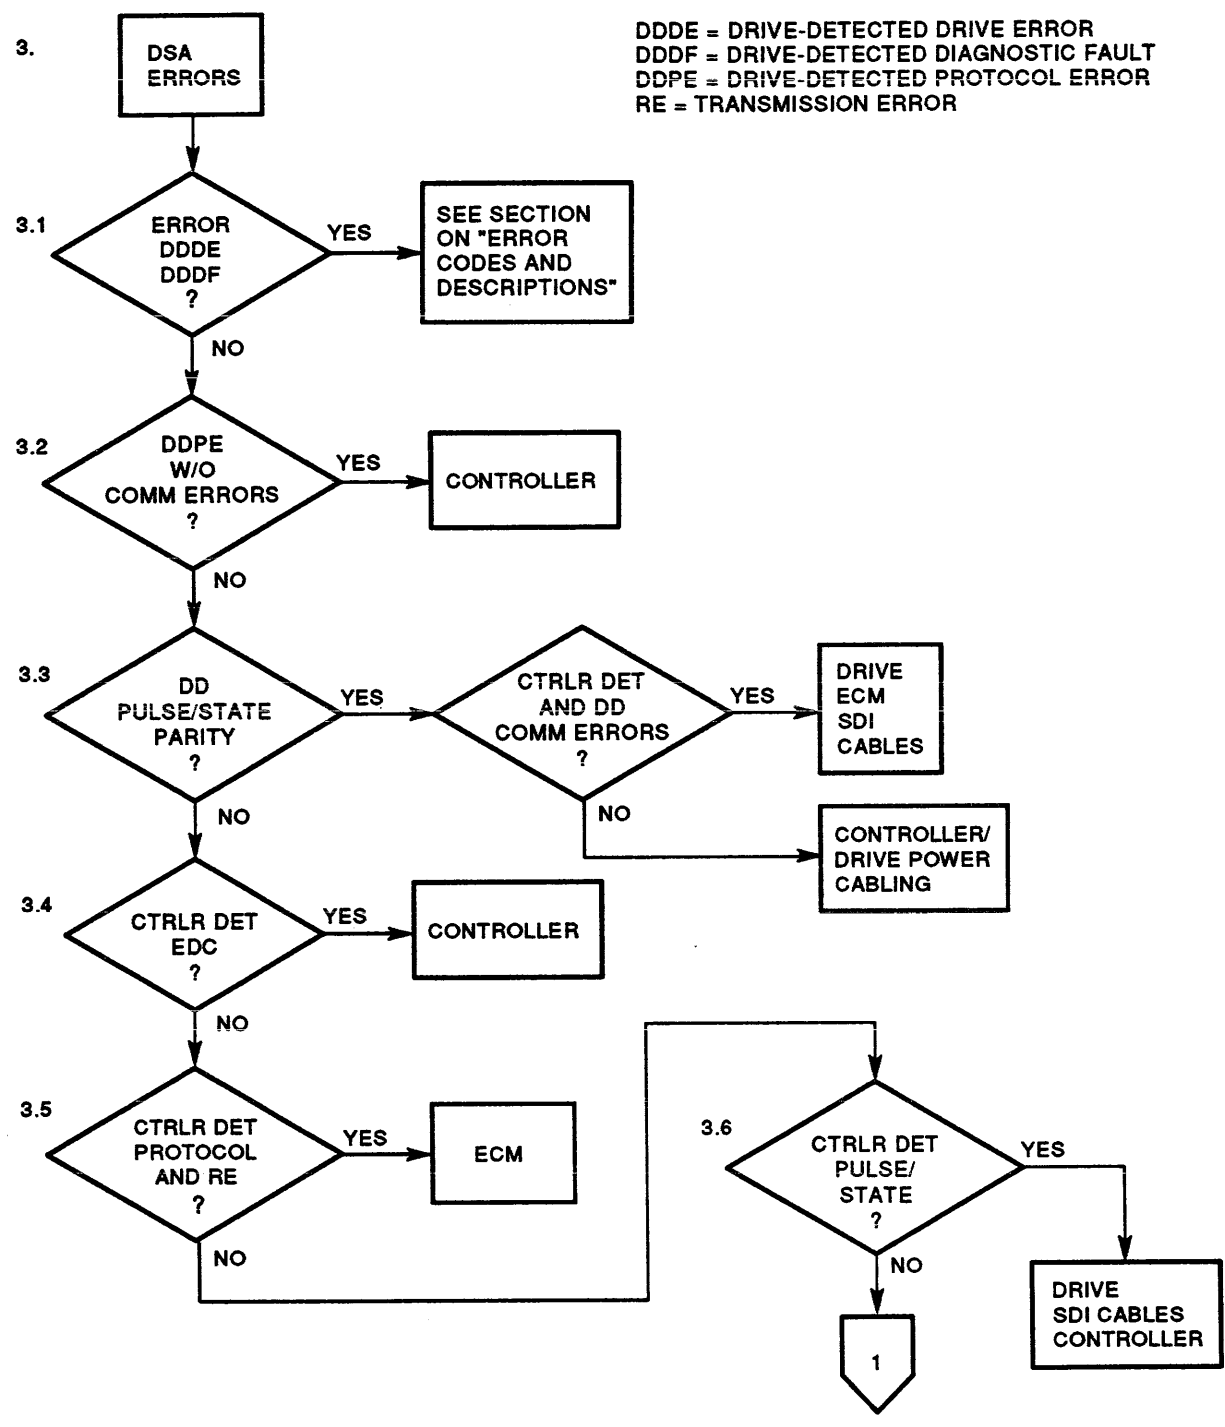 3.
DSA
ERRORS
DDDE = DRIVE-DETECTED DRIVE ERROR
DDDF = DRIVE-DETECTED DIAGNOSTIC FAULT
DDPE = DRIVE-DETECTED PROTOCOL ERROR
RE = TRANSMISSION ERROR
3.1
ERROR
DDDE
DDDF
?
YES
SEE SECTION
ON "ERROR
CODES AND
DESCRIPTIONS"
NO
3.2
DDPE
W/O
COMM ERRORS
?
YES
CONTROLLER
NO
3.3
DD
PULSE/STATE
PARITY
?
YES
CTRLR DET
AND DD
COMM ERRORS
?
YES
DRIVE
ECM
SDI
CABLES
NO
CONTROLLER/
DRIVE POWER
CABLING
NO
3.4
CTRLR DET
EDC
?
YES
CONTROLLER
NO
3.5
CTRLR DET
PROTOCOL
AND RE
?
YES
ECM
NO
3.6
CTRLR DET
PULSE/
STATE
?
YES
DRIVE
SDI CABLES
CONTROLLER
NO
1